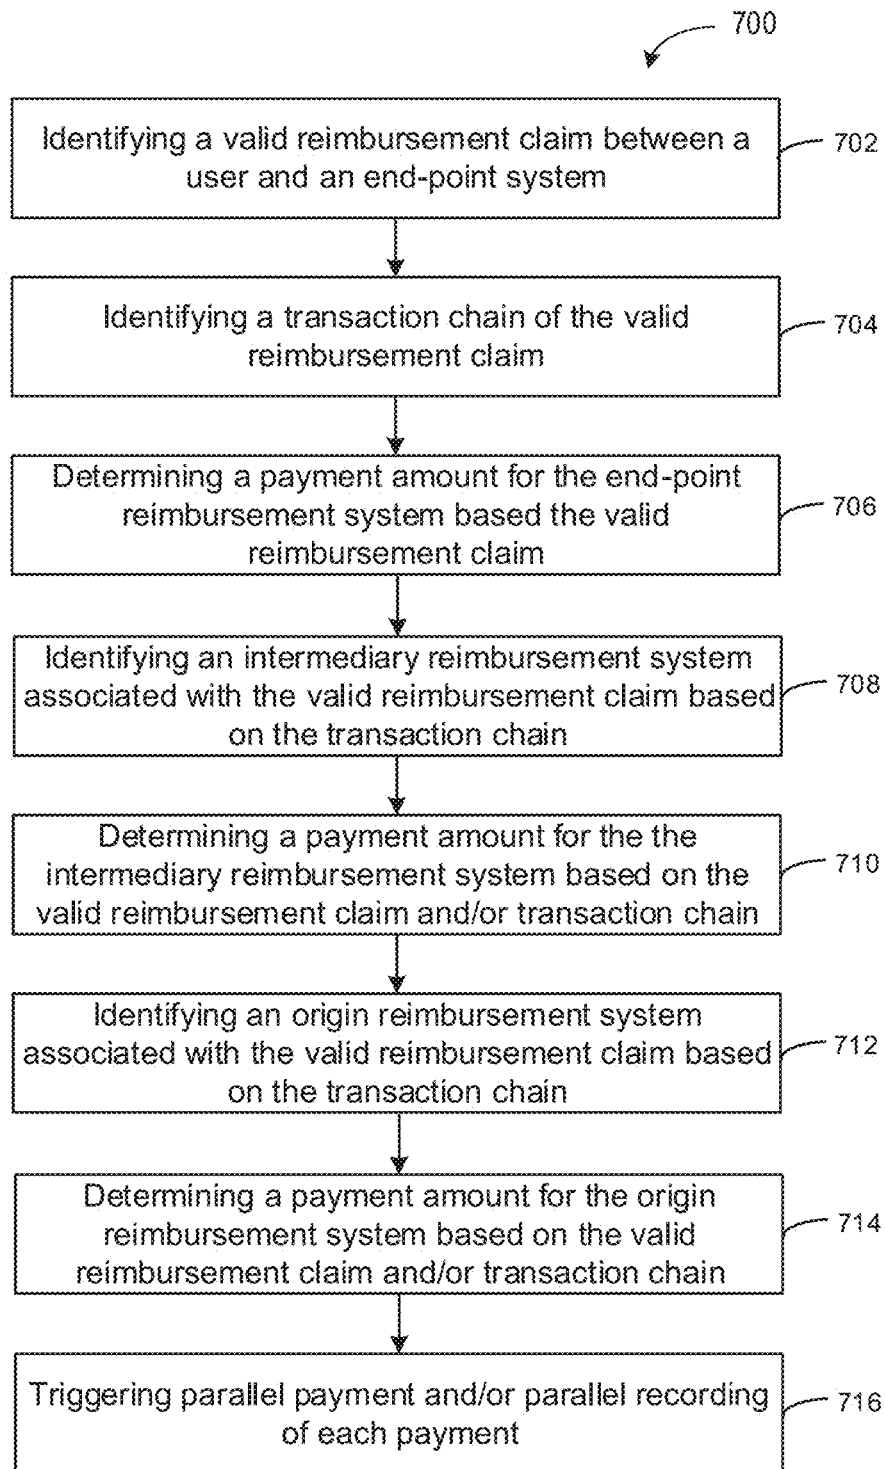 700
Identifying a valid reimbursement claim between a
user and an end-point system
702
Identifying a transaction chain of the valid
reimbursement claim
704
Determining a payment amount for the end-point
reimbursement system based the valid
reimbursement claim
706
Identifying an intermediary reimbursement system
associated with the valid reimbursement claim based
on the transaction chain
708
Determining a payment amount for the the
intermediary reimbursement system based on the
valid reimbursement claim and/or transaction chain
710
Identifying an origin reimbursement system
associated with the valid reimbursement claim based
on the transaction chain
712
Determining a payment amount for the origin
reimbursement system based on the valid
reimbursement claim and/or transaction chain
714
Triggering parallel payment and/or parallel recording
of each payment
716